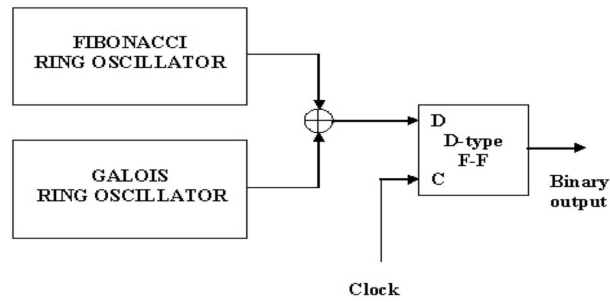 FIBONACCI
RING OSCILLATOR
GALOIS
RING OSCILLATOR
D
D-type
F-F
C
Binary
output
Clock